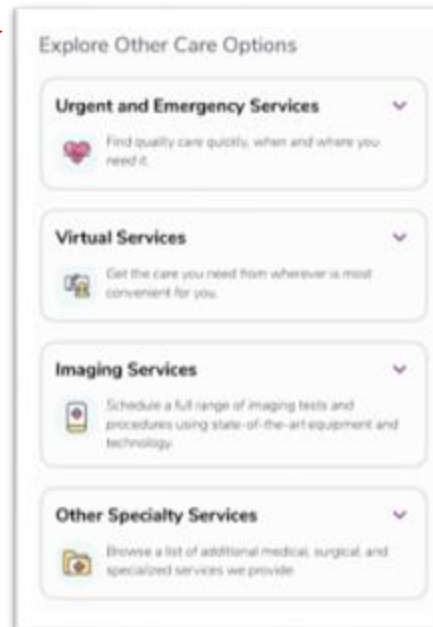 Explore Other Care Options
Urgent and Emergency Services
Find quality care quickly, when and where you
need it.
Virtual Services
Get the care you need from wherever is most
convenient for you.
Imaging Services
Schedule a full range of imaging tests and
procedures using state-of-the-art equipment and
technology.
Other Specialty Services
Browse a list of additional medical, surgical, and
specialized services we provide.